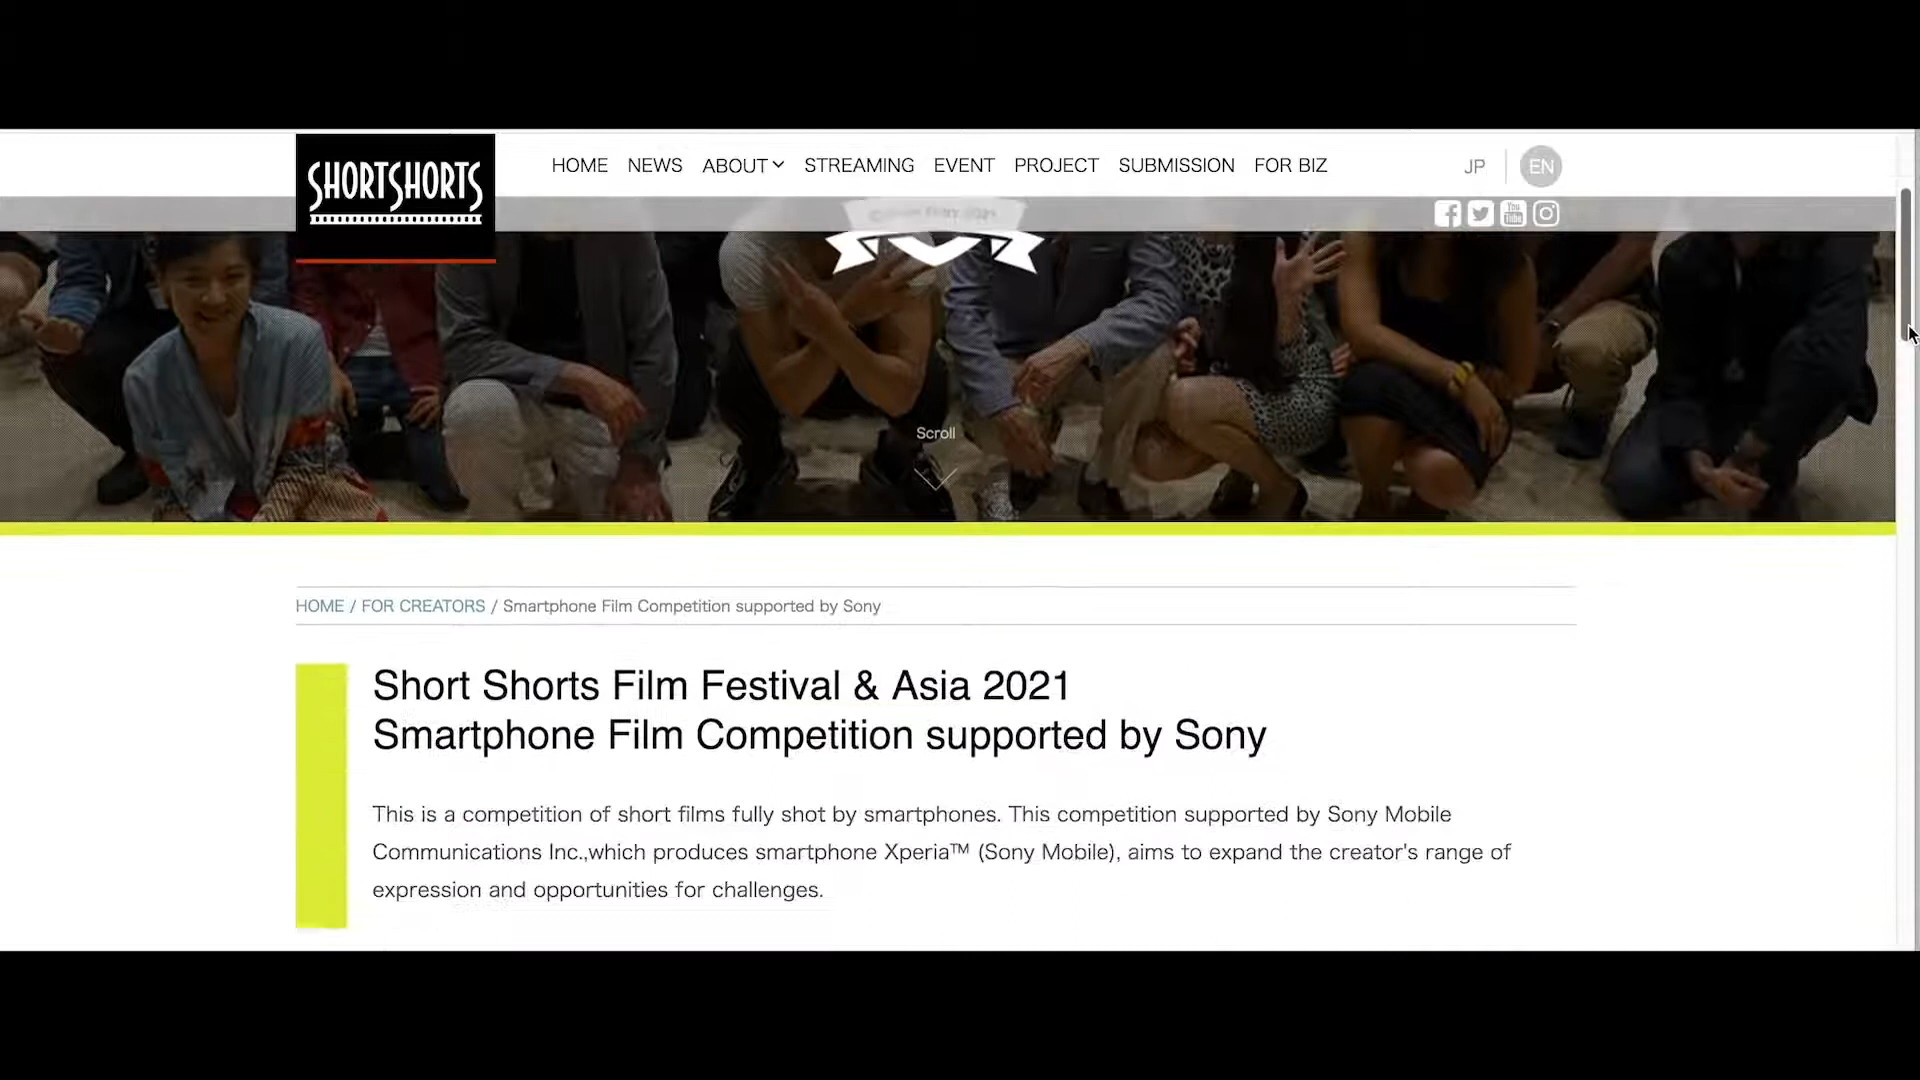 SHORTSHORTS
HOME NEWS ABOUT STREAMING EVENT PROJECT SUBMISSION FOR BIZ
JP EN
You Tube
Scroll
HOME / FOR CREATORS / Smartphone Film Competition supported by Sony
Short Shorts Film Festival & Asia 2021
Smartphone Film Competition supported by Sony
This is a competition of short films fully shot by smartphones. This competition supported by Sony Mobile
Communications Inc.,which produces smartphone Xperia™ (Sony Mobile), aims to expand the creator's range of
expression and opportunities for challenges.